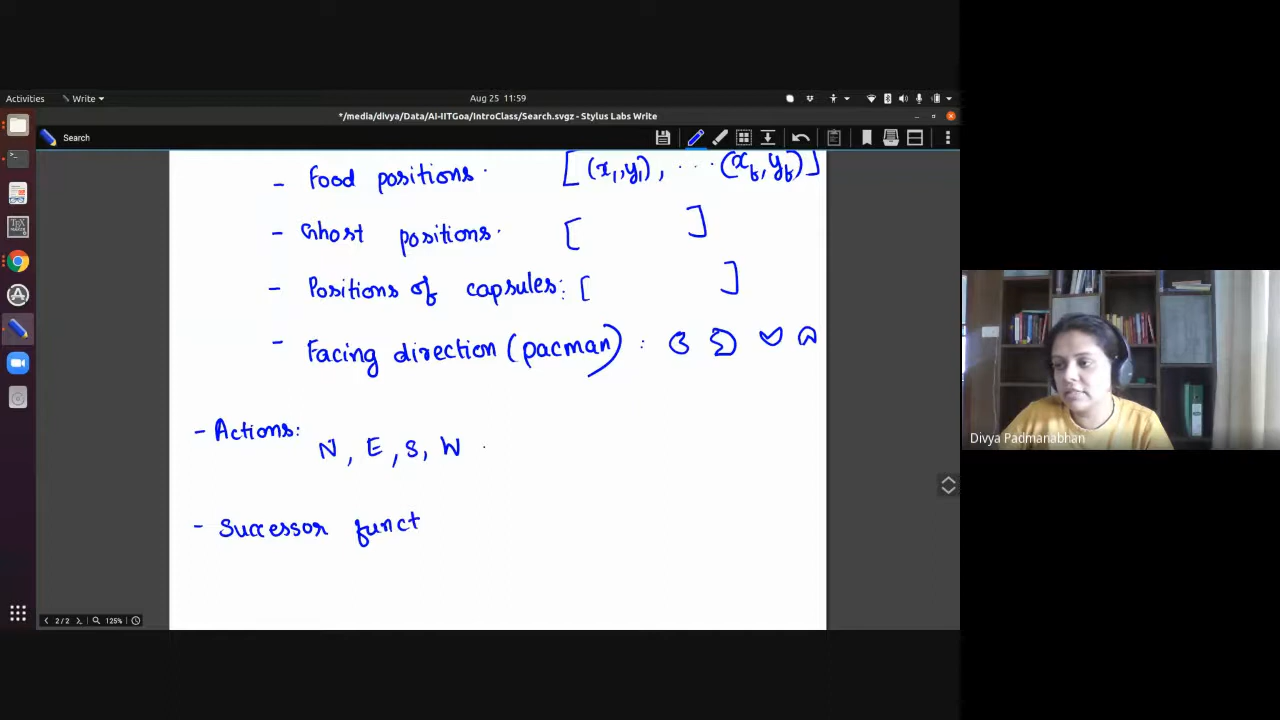 Activities Write Aug 25 11:59
*/media/divya/Data/AI-IITGoa/IntroClass/Search.svgz - Stylus Labs Write
Search
- Food positions. [(x1,y1), ... (xf, yf)]
- Ghost positions. [ ]
- Positions of capsules: [ ]
- Facing direction (pacman) :
- Actions:
N, E, S, W
- Successor funct
Divya Padmanabhan
2/2 125%